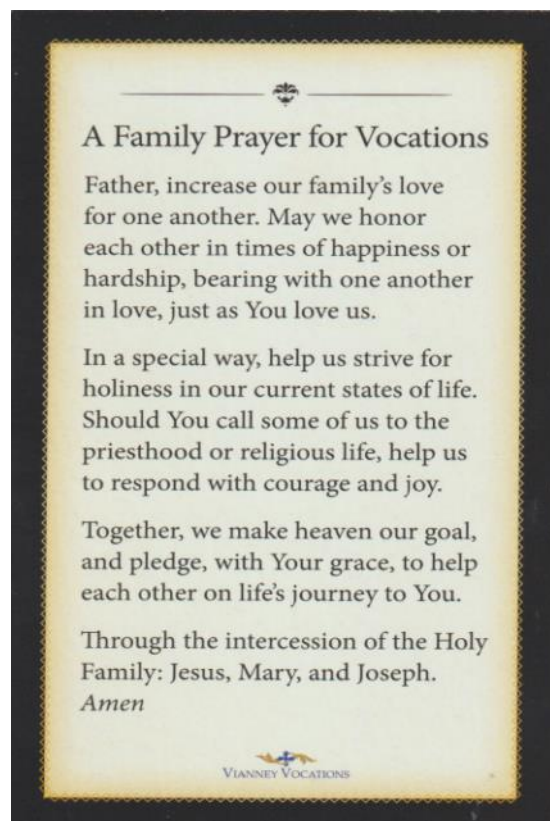 A Family Prayer for Vocations
Father, increase our family's love
for one another. May we honor
each other in times of happiness or
hardship, bearing with one another
in love, just as You love us.
In a special way, help us strive for
holiness in our current states of life.
Should You call some of us to the
priesthood or religious life, help us
to respond with courage and joy.
Together, we make heaven our goal,
and pledge, with Your grace, to help
each other on life's journey to You.
Through the intercession of the Holy
Family: Jesus, Mary, and Joseph.
Amen
VIANNEY VOCATIONS